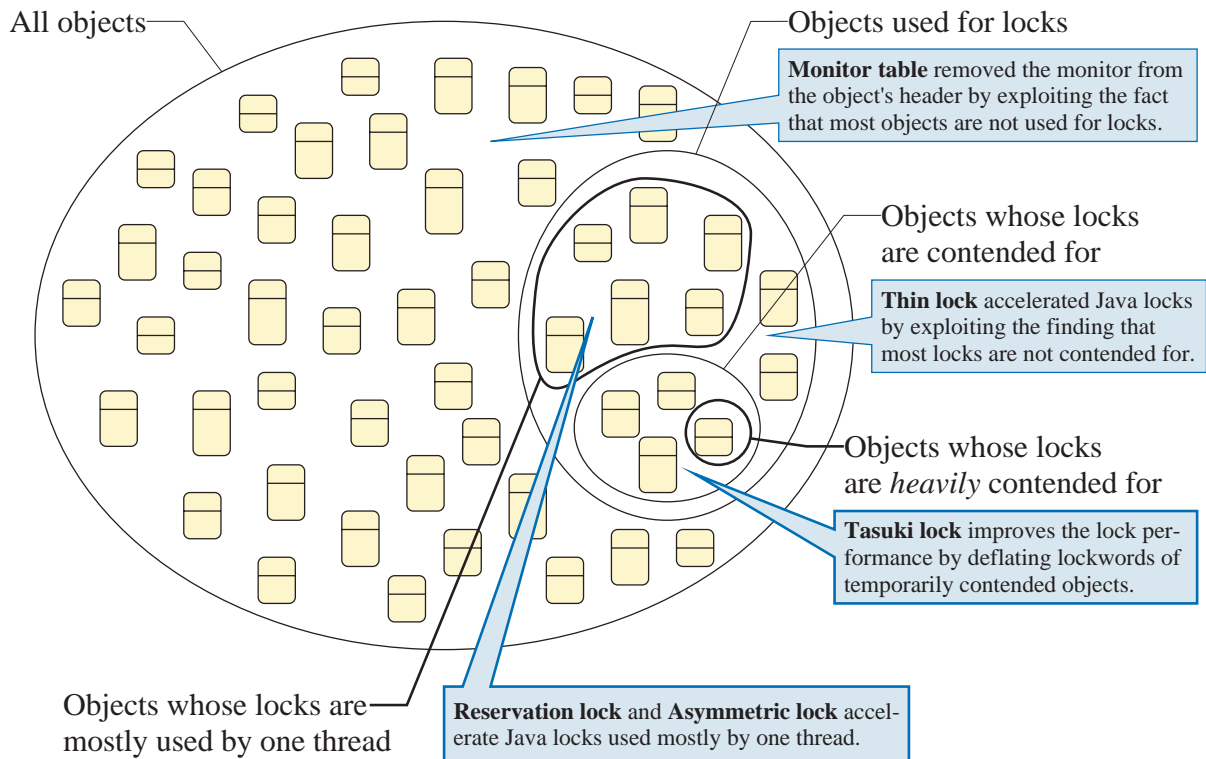 All objects
Objects used for locks
Monitor table removed the monitor from
the object's header by exploiting the fact
that most objects are not used for locks.
Objects whose locks
are contended for
Thin lock accelerated Java locks
by exploiting the finding that
most locks are not contended for.
Objects whose locks
are heavily contended for
Tasuki lock improves the lock per-
formance by deflating lockwords of
temporarily contended objects.
Objects whose locks are
mostly used by one thread
Reservation lock and Asymmetric lock accel-
erate Java locks used mostly by one thread.